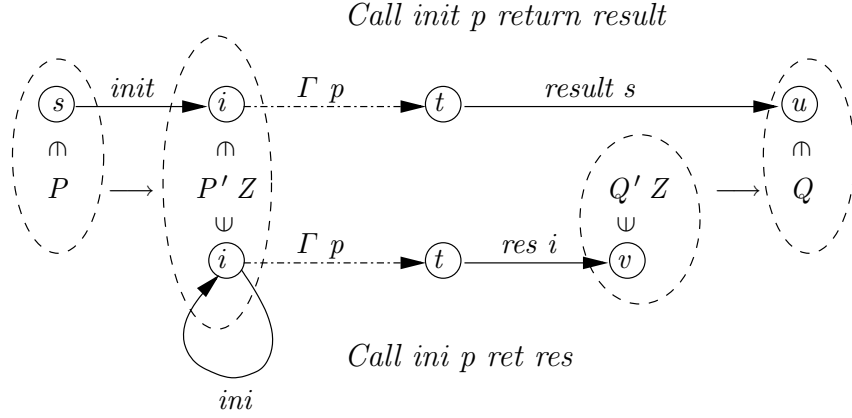 Call init p return result
s init i Γ p t result s u
⋒ ⋒ ⋒
P → P′ Z Q′ Z → Q
⋓ ⋓
i Γ p t res i v
Call ini p ret res
ini